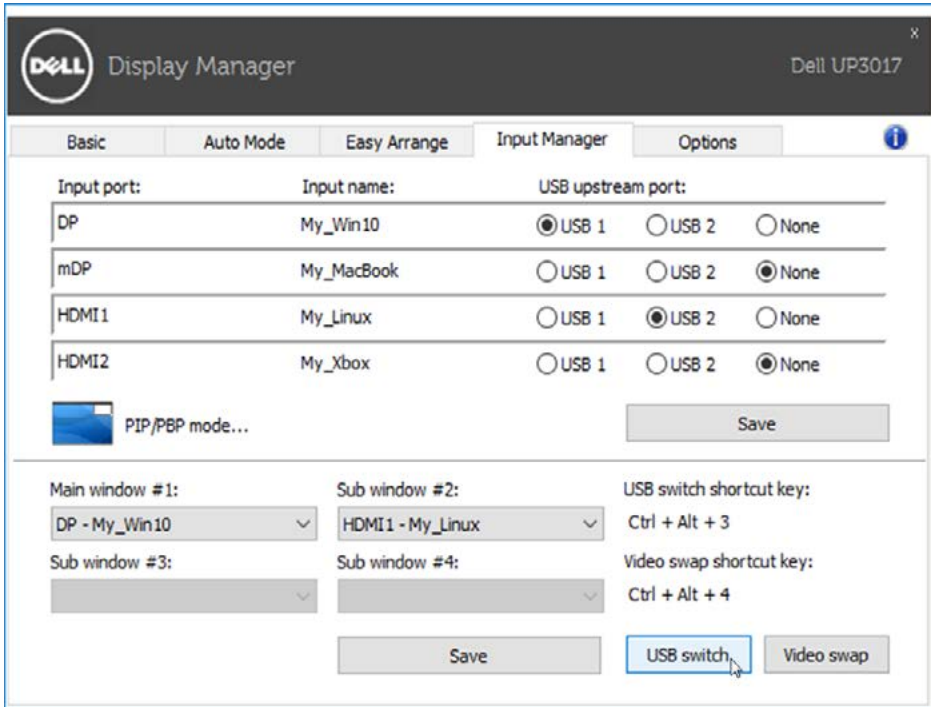 x
DELL
Display Manager
Dell UP3017
Basic Auto Mode Easy Arrange Input Manager Options
Input port: Input name: USB upstream port:
DP My_Win10 USB 1 USB 2 None
mDP My_MacBook USB 1 USB 2 None
HDMI1 My_Linux USB 1 USB 2 None
HDMI2 My_Xbox USB 1 USB 2 None
PIP/PBP mode... Save
Main window #1: Sub window #2: USB switch shortcut key:
DP - My_Win10 HDMI1 - My_Linux Ctrl + Alt + 3
Sub window #3: Sub window #4: Video swap shortcut key:
Ctrl + Alt + 4
Save USB switch Video swap